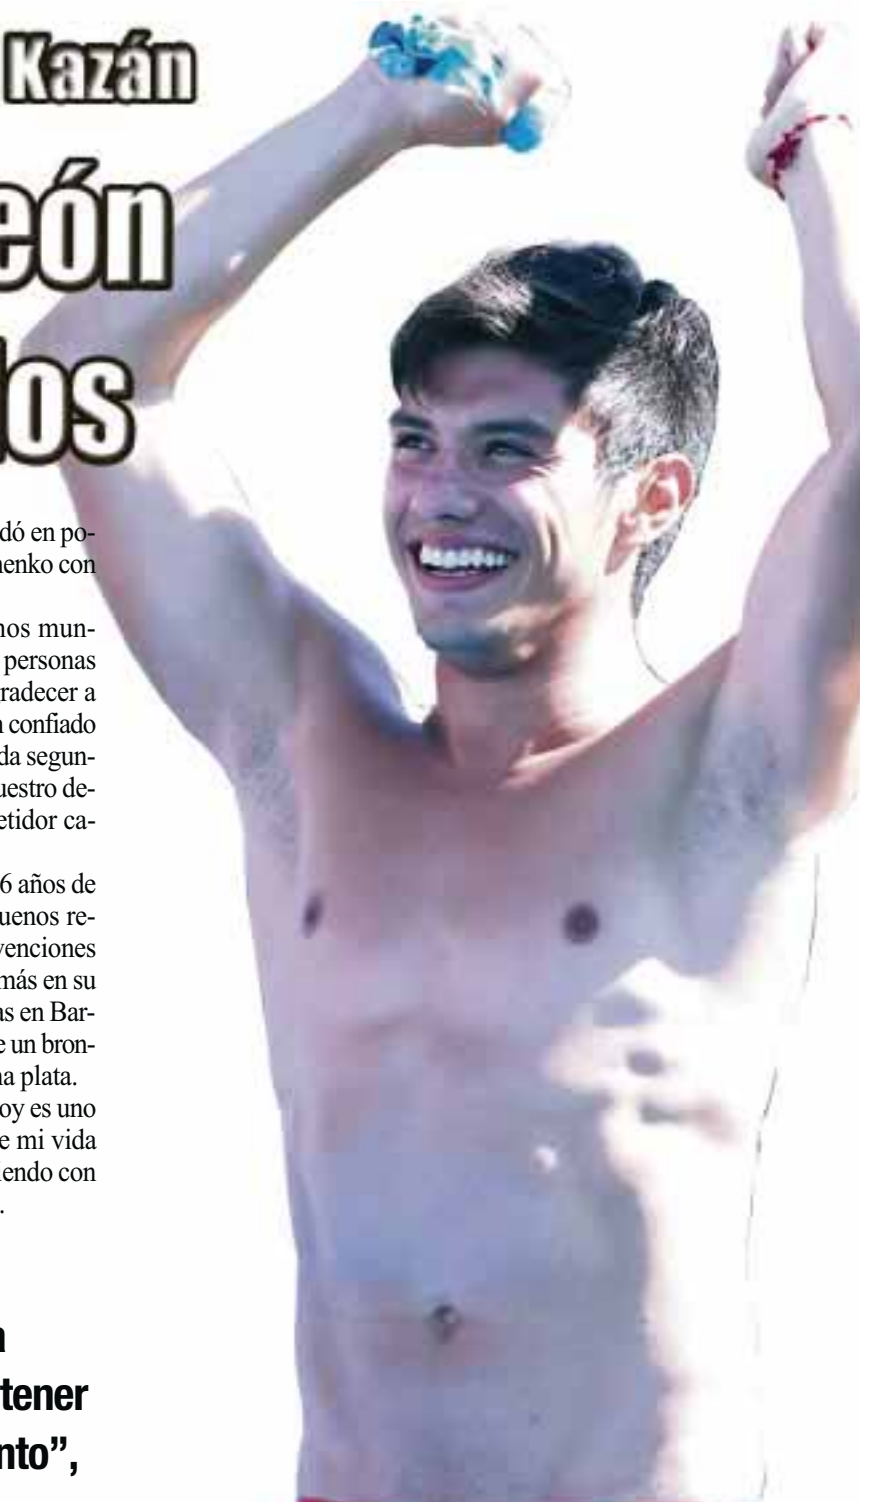 Kazán
eón
los
dó en po-
nenko con
nos mun-
personas
radecer a
n confiado
da segun-
uestro de-
etidor ca-
6 años de
uenos re-
venciones
más en su
as en Bar-
e un bron-
na plata.
oy es uno
e mi vida
iendo con
.
a
tener
nto”,